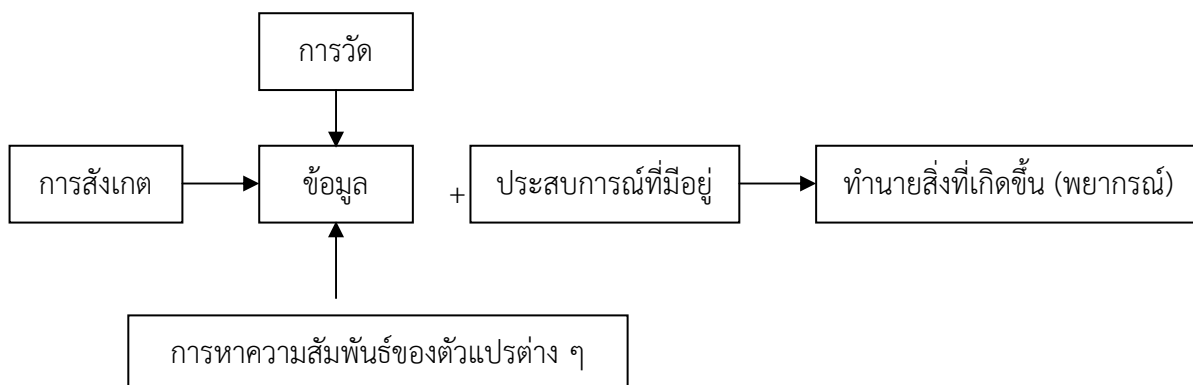 การวัด
การสังเกต
ข้อมูล
+
ประสบการณ์ที่มีอยู่
ทำนายสิ่งที่เกิดขึ้น (พยากรณ์)
การหาความสัมพันธ์ของตัวแปรต่าง ๆ